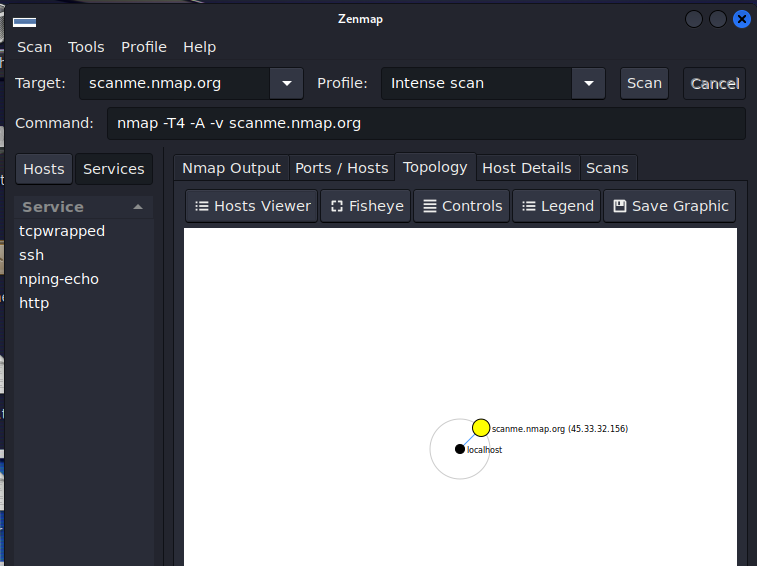 Zenmap
Scan Tools Profile Help
Target: scanme.nmap.org Profile: Intense scan Scan Cancel
Command: nmap -T4 -A -v scanme.nmap.org
Hosts Services
Nmap Output Ports / Hosts Topology Host Details Scans
Service
tcpwrapped
ssh
nping-echo
http
Hosts Viewer Fisheye Controls Legend Save Graphic
scanme.nmap.org (45.33.32.156)
localhost